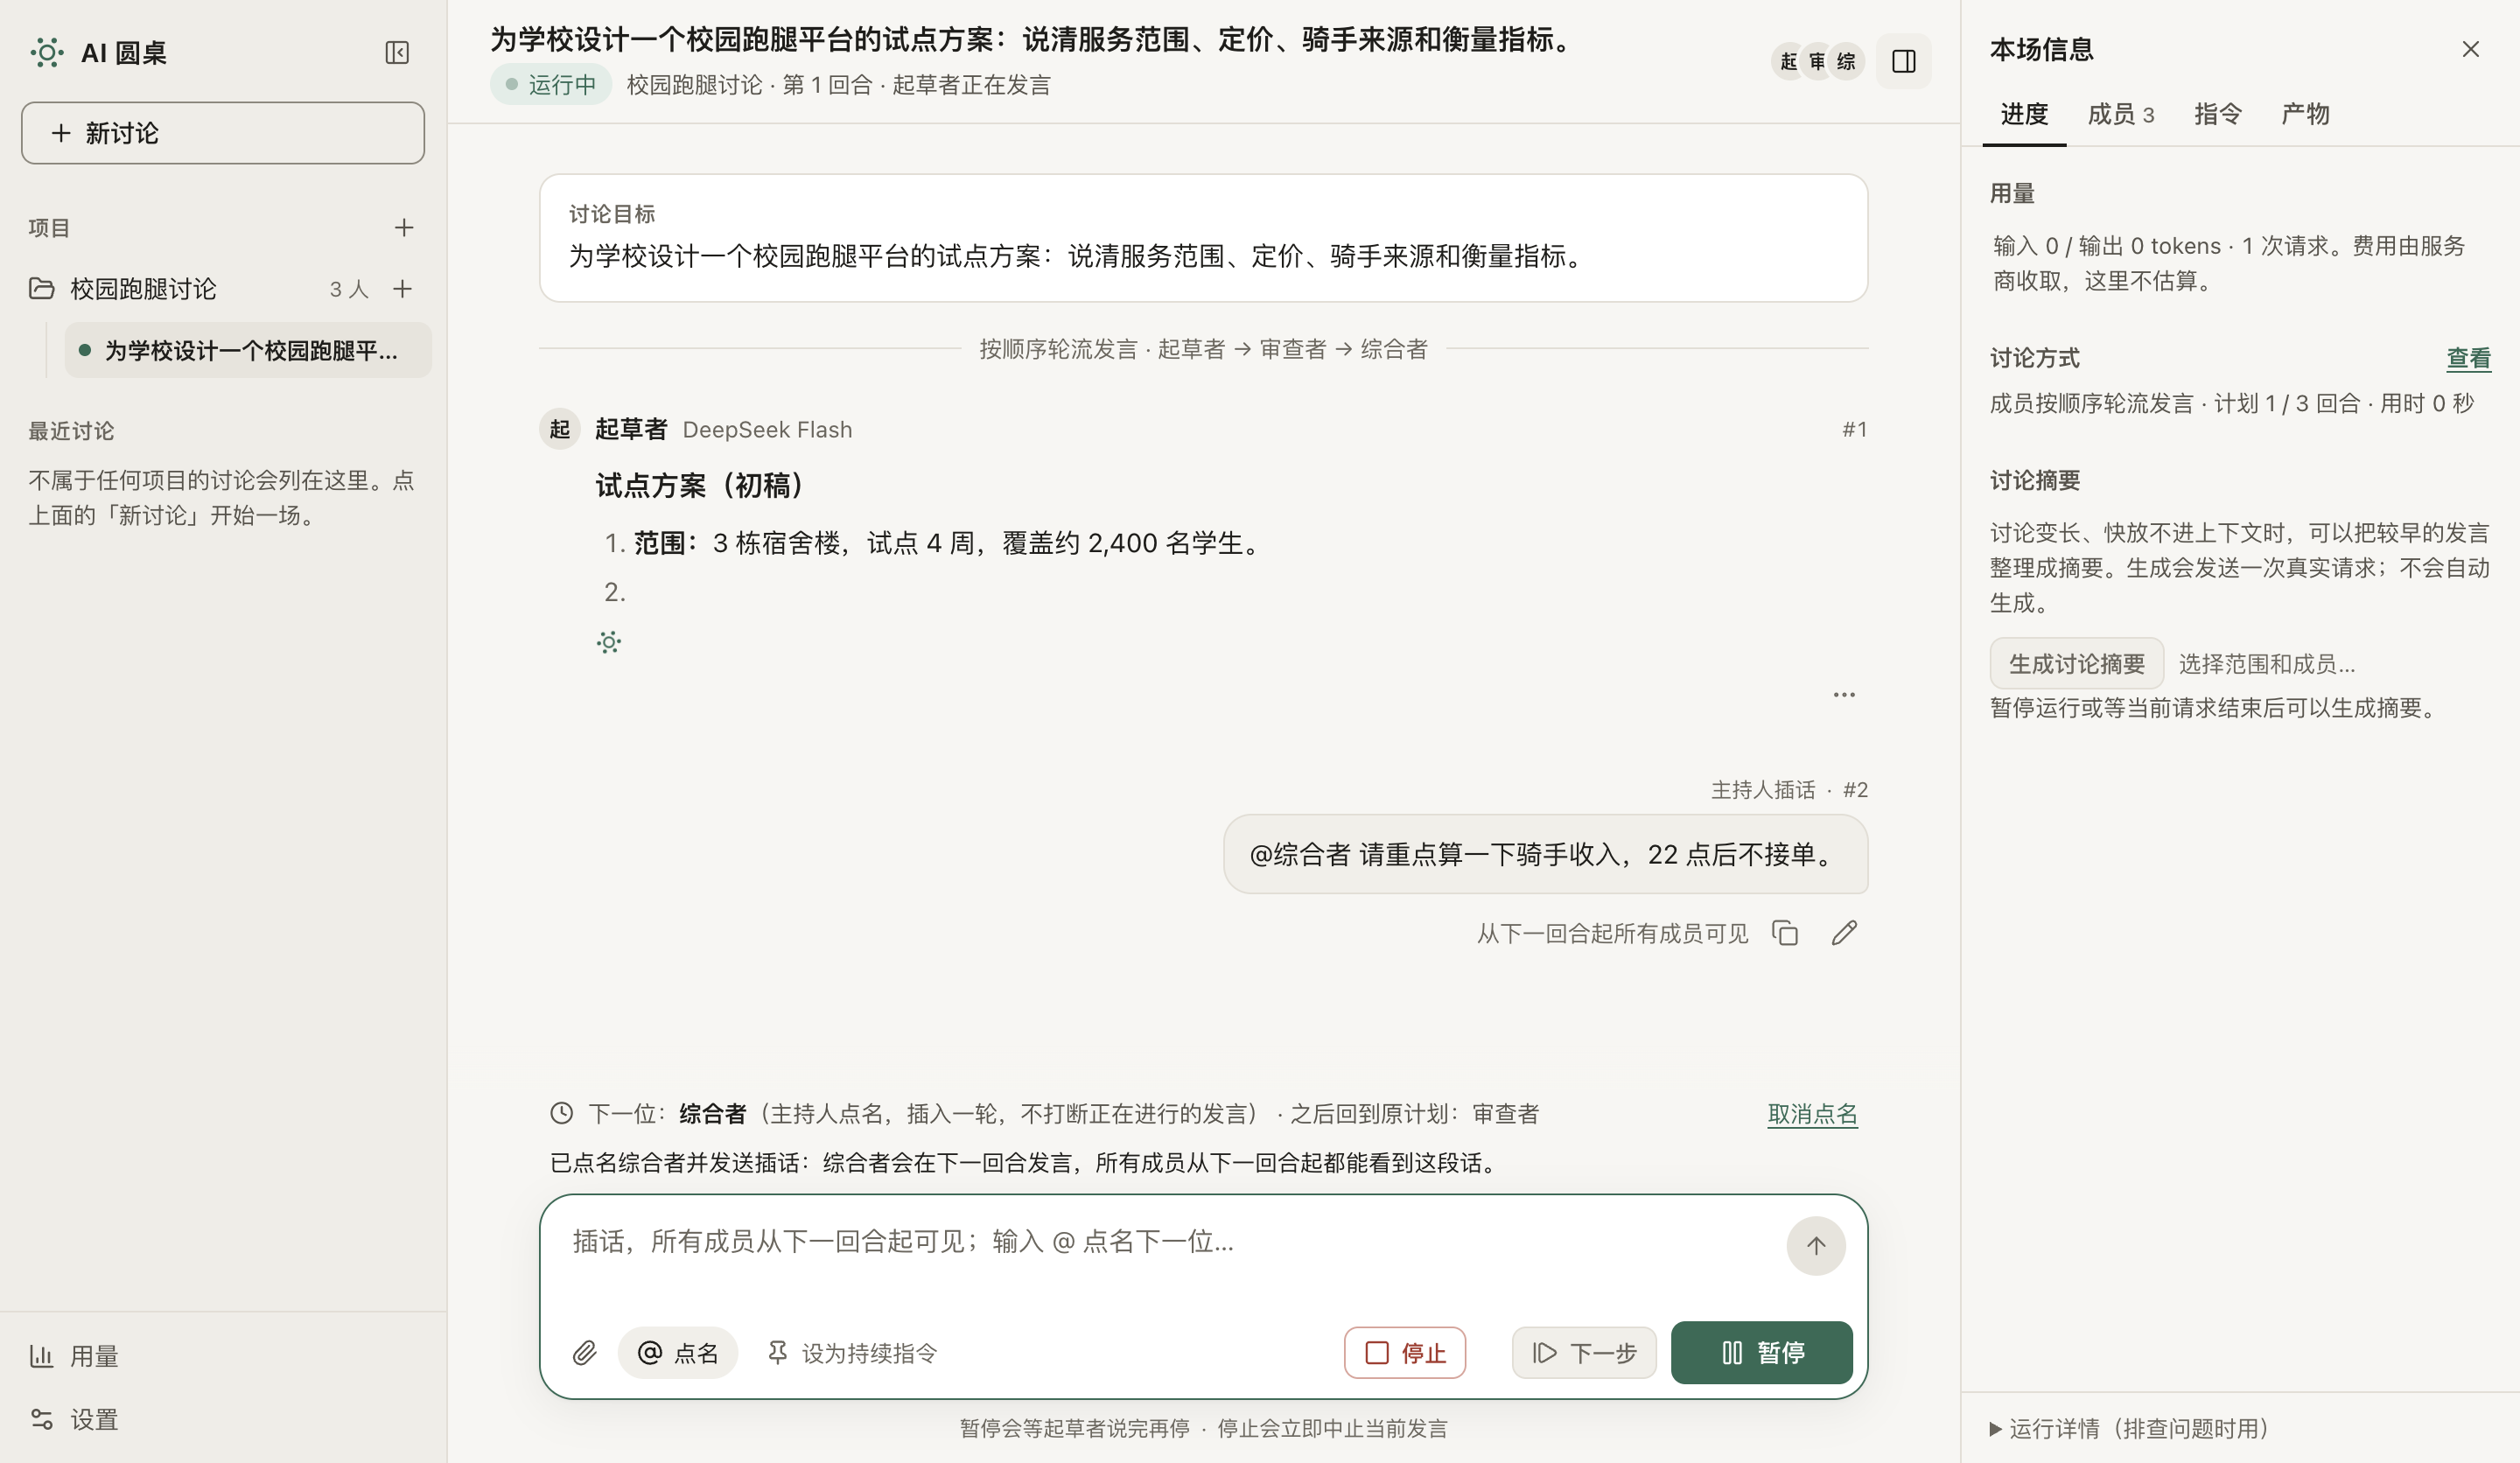 AI 圆桌
新讨论
项目
校园跑腿讨论 3 人
为学校设计一个校园跑腿平...
最近讨论
不属于任何项目的讨论会列在这里。点
上面的「新讨论」开始一场。
用量
设置
为学校设计一个校园跑腿平台的试点方案：说清服务范围、定价、骑手来源和衡量指标。
运行中 校园跑腿讨论 · 第 1 回合 · 起草者正在发言
起 审 综
讨论目标
为学校设计一个校园跑腿平台的试点方案：说清服务范围、定价、骑手来源和衡量指标。
按顺序轮流发言 · 起草者 → 审查者 → 综合者
起 起草者 DeepSeek Flash #1
试点方案（初稿）
1. 范围：3 栋宿舍楼，试点 4 周，覆盖约 2,400 名学生。
2.
主持人插话 · #2
@综合者 请重点算一下骑手收入，22 点后不接单。
从下一回合起所有成员可见
下一位：综合者（主持人点名，插入一轮，不打断正在进行的发言） · 之后回到原计划：审查者 取消点名
已点名综合者并发送插话：综合者会在下一回合发言，所有成员从下一回合起都能看到这段话。
插话，所有成员从下一回合起可见；输入 @ 点名下一位...
@ 点名 设为持续指令 停止 下一步 暂停
暂停会等起草者说完再停 · 停止会立即中止当前发言
本场信息
进度 成员 3 指令 产物
用量
输入 0 / 输出 0 tokens · 1 次请求。费用由服务
商收取，这里不估算。
讨论方式 查看
成员按顺序轮流发言 · 计划 1 / 3 回合 · 用时 0 秒
讨论摘要
讨论变长、快放不进上下文时，可以把较早的发言
整理成摘要。生成会发送一次真实请求；不会自动
生成。
生成讨论摘要 选择范围和成员...
暂停运行或等当前请求结束后可以生成摘要。
运行详情（排查问题时用）